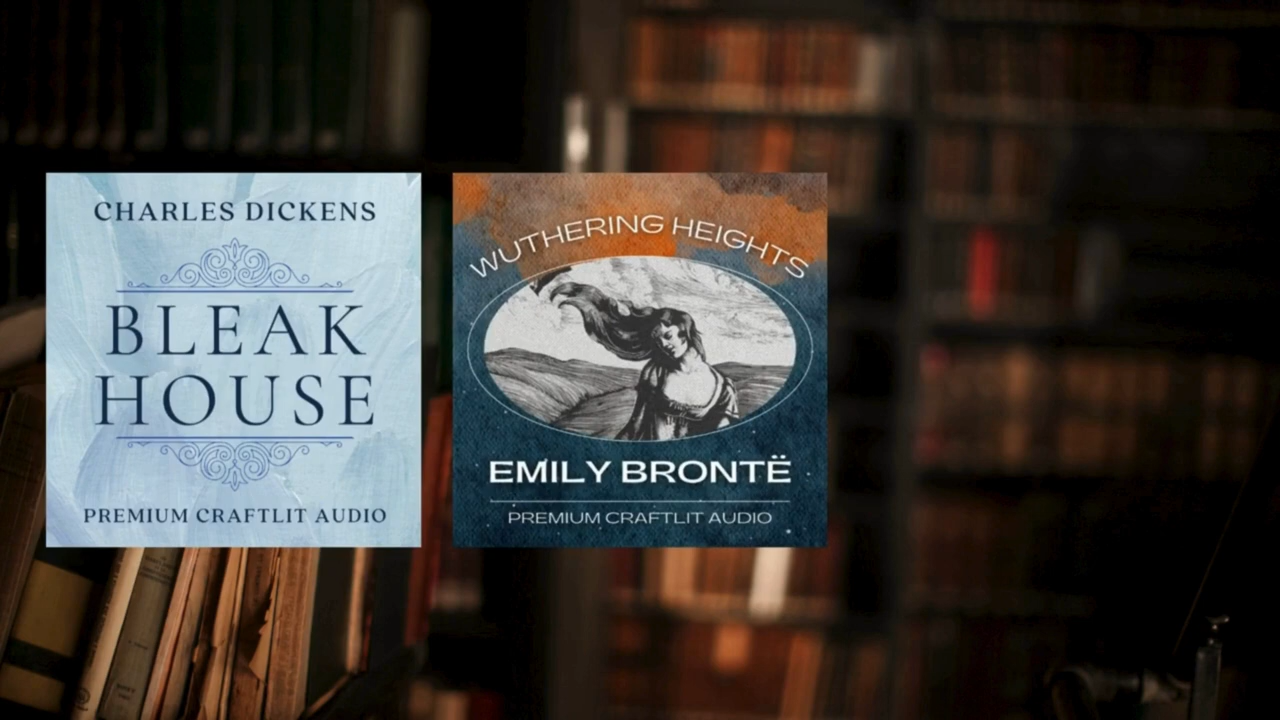 CHARLES DICKENS
BLEAK
HOUSE
PREMIUM CRAFTLIT AUDIO
WUTHERING HEIGHTS
EMILY BRONTË
PREMIUM CRAFTLIT AUDIO